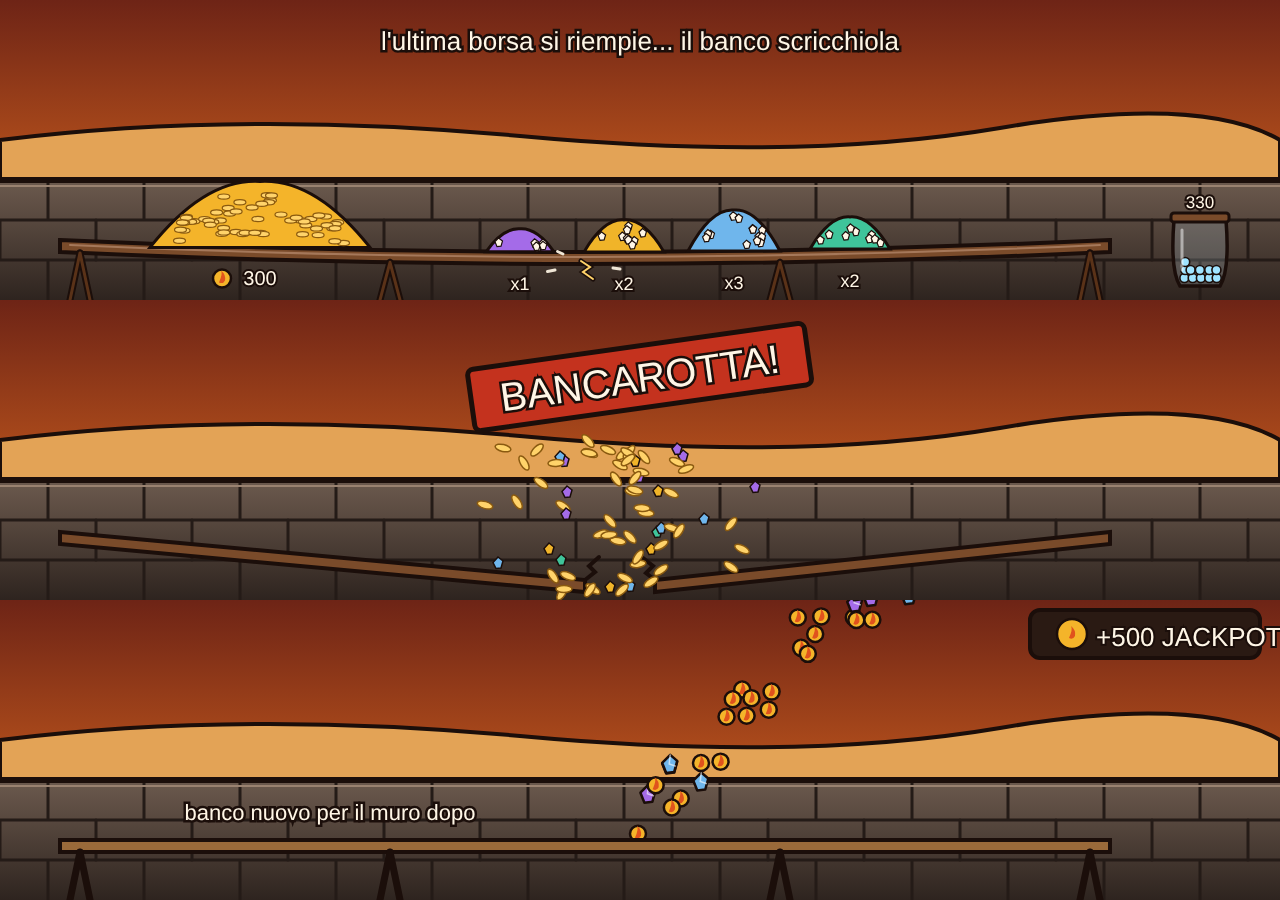 l'ultima borsa si riempie... il banco scricchiola
330
300
x1
x2
x3
x2
BANCAROTTA!
+500 JACKPOT
banco nuovo per il muro dopo